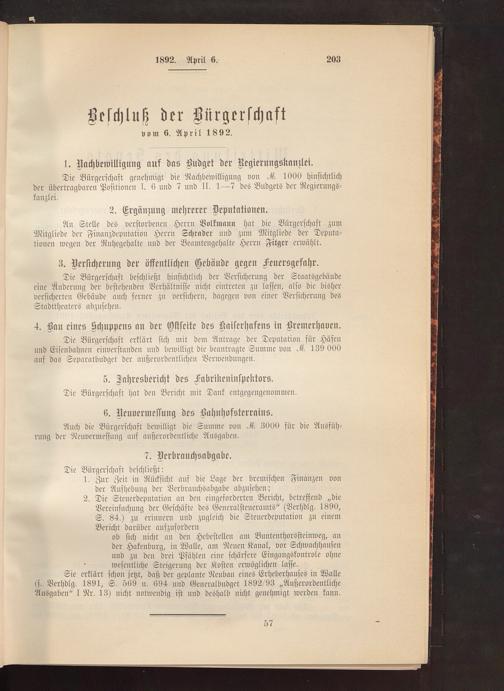 1892. April 6.
203
Beschluß der Bürgerschaft
vom 6. April 1892.
1. Nachbewilligung auf das Budget der Regierungskanzlei.
Die Bürgerschaft genehmigt die Nachbewilligung von ℳ 1000 hinsichtlich
der übertragbaren Positionen I. 6 und 7 und II. 1—7 des Budgets der Regierungs-
kanzlei.
2. Ergänzung mehrerer Deputationen.
An Stelle des verstorbenen Herrn Volkmann hat die Bürgerschaft zum
Mitgliede der Finanzdeputation Herrn Schrader und zum Mitgliede der Deputa-
tionen wegen der Ruhegehalte und der Beamtengehalte Herrn Fitger erwählt.
3. Versicherung der öffentlichen Gebäude gegen Feuersgefahr.
Die Bürgerschaft beschließt hinsichtlich der Versicherung der Staatsgebäude
eine Änderung der bestehenden Verhältnisse nicht eintreten zu lassen, also die bisher
versicherten Gebäude auch ferner zu versichern, dagegen von einer Versicherung des
Stadttheaters abzusehen.
4. Bau eines Schuppens an der Ostseite des Kaiserhafens in Bremerhaven.
Die Bürgerschaft erklärt sich mit dem Antrage der Deputation für Häfen
und Eisenbahnen einverstanden und bewilligt die beantragte Summe von ℳ 139 000
auf das Separatbudget der außerordentlichen Verwendungen.
5. Jahresbericht des Fabrikeninspektors.
Die Bürgerschaft hat den Bericht mit Dank entgegengenommen.
6. Neuvermessung des Bahnhofsterrains.
Auch die Bürgerschaft bewilligt die Summe von ℳ 3000 für die Ausfüh-
rung der Neuvermessung auf außerordentliche Ausgaben.
7. Verbrauchsabgabe.
Die Bürgerschaft beschließt:
1. Zur Zeit in Rücksicht auf die Lage der bremischen Finanzen von
der Aufhebung der Verbrauchsabgabe abzusehen;
2. Die Steuerdeputation an den eingeforderten Bericht, betreffend „die
Vereinfachung der Geschäfte des Generalsteueramts“ (Verhdlg. 1890,
S. 84.) zu erinnern und zugleich die Steuerdeputation zu einem
Bericht darüber aufzufordern
ob sich nicht an den Hebestellen am Buntenthorssteinweg, an
der Hakenburg, in Walle, am Neuen Kanal, vor Schwachhausen
und zu den drei Pfählen eine schärfere Eingangskontrole ohne
wesentliche Steigerung der Kosten ermöglichen lasse.
Sie erklärt schon jetzt, daß der geplante Neubau eines Erheberhauses in Walle
(s. Verhdlg. 1891, S. 569 u. 694 und Generalbudget 1892/93 „Außerordentliche
Ausgaben“ I Nr. 13) nicht notwendig ist und deshalb nicht genehmigt werden kann.
57